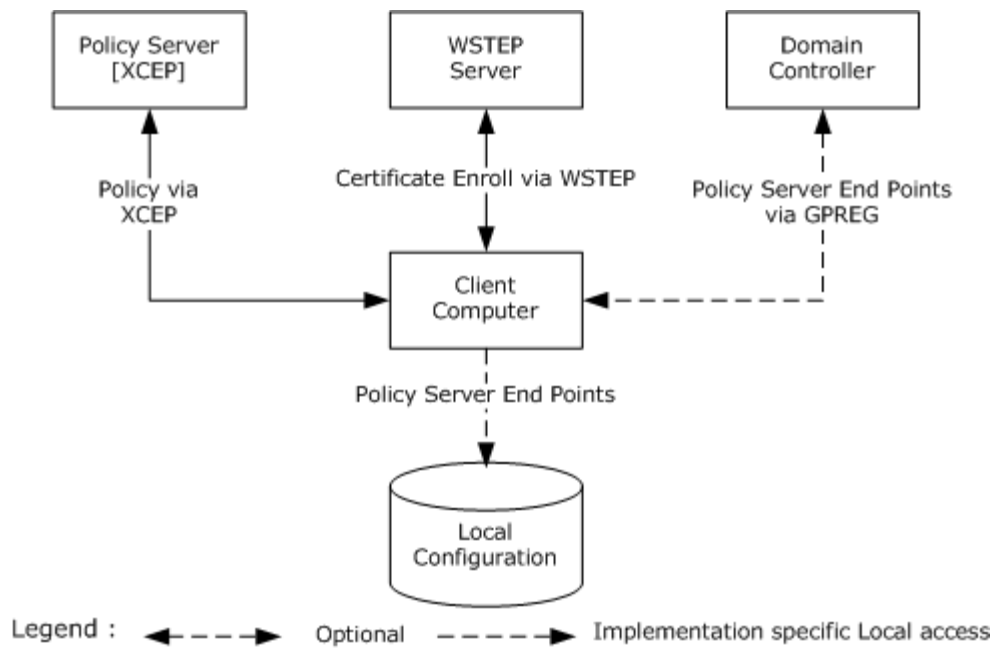 Policy Server
[XCEP]
WSTEP
Server
Domain
Controller
Policy via
XCEP
Certificate Enroll via WSTEP
Policy Server End Points
via GPREG
Client
Computer
Policy Server End Points
Local
Configuration
Legend :
Optional
Implementation specific Local access